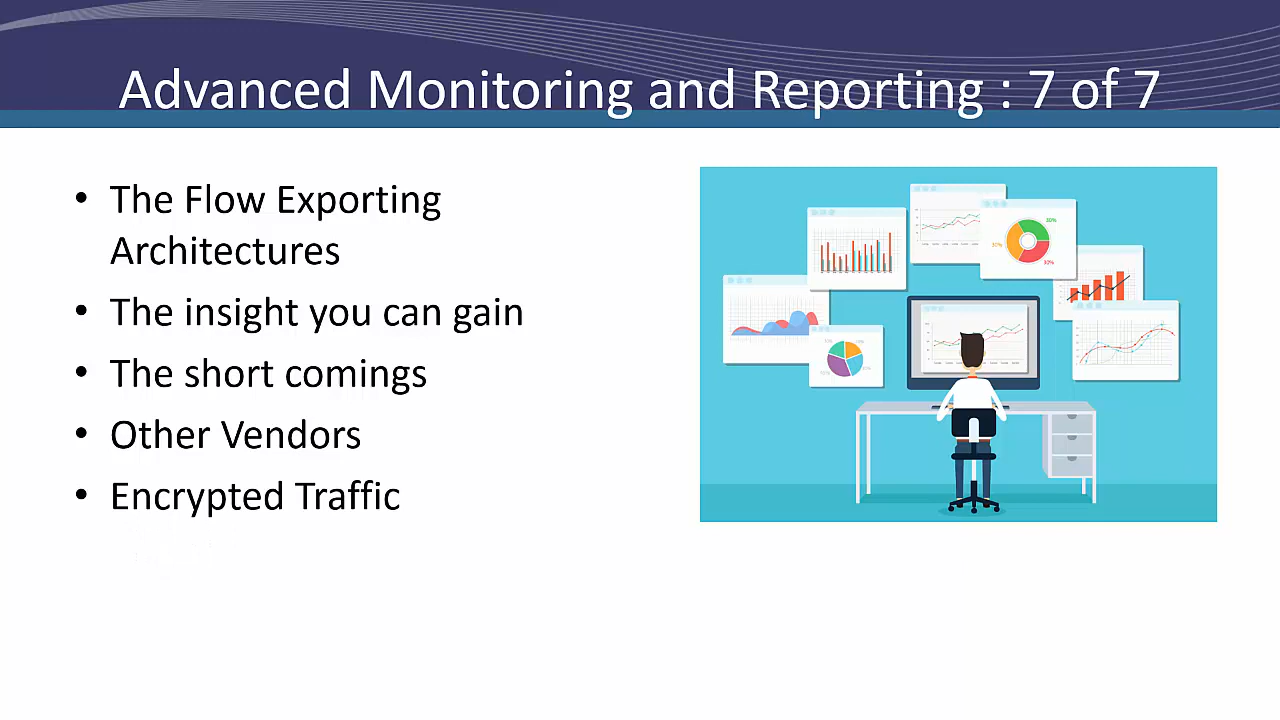 Advanced Monitoring and Reporting : 7 of 7
• The Flow Exporting
Architectures
• The insight you can gain
• The short comings
• Other Vendors
• Encrypted Traffic
30%